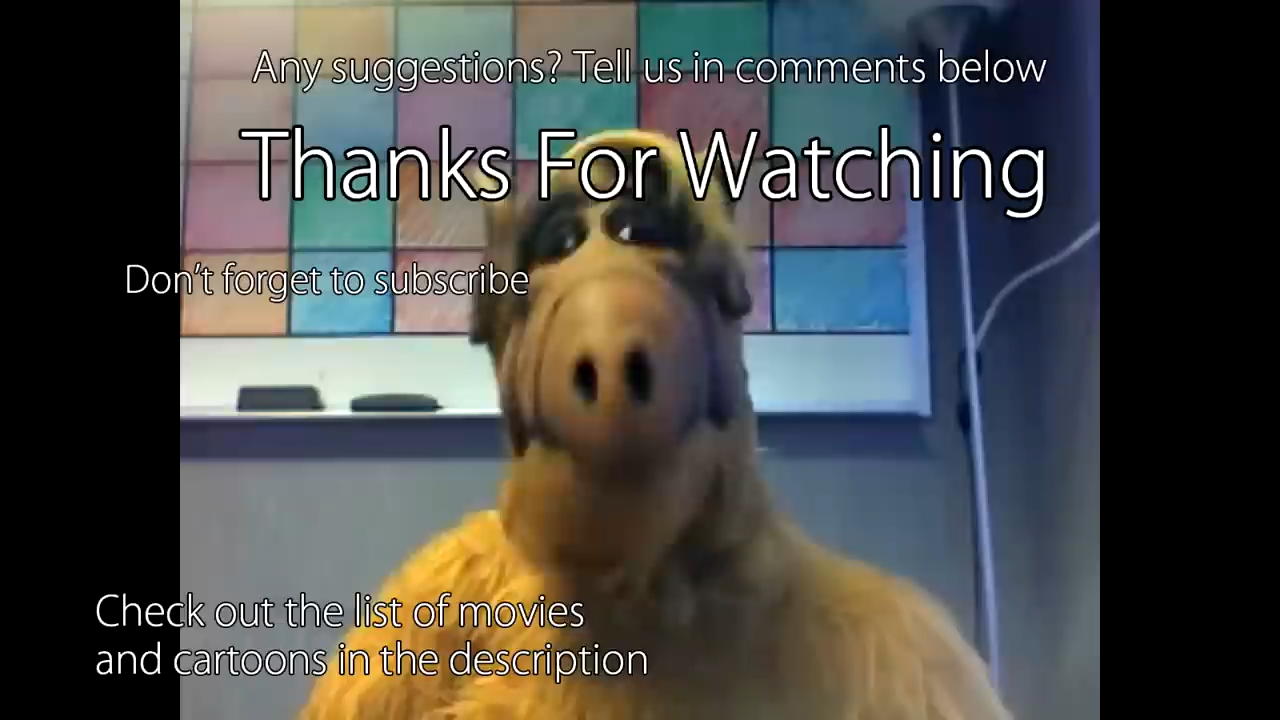 Any suggestions? Tell us in comments below
Thanks For Watching
Don't forget to subscribe
Check out the list of movies
and cartoons in the description